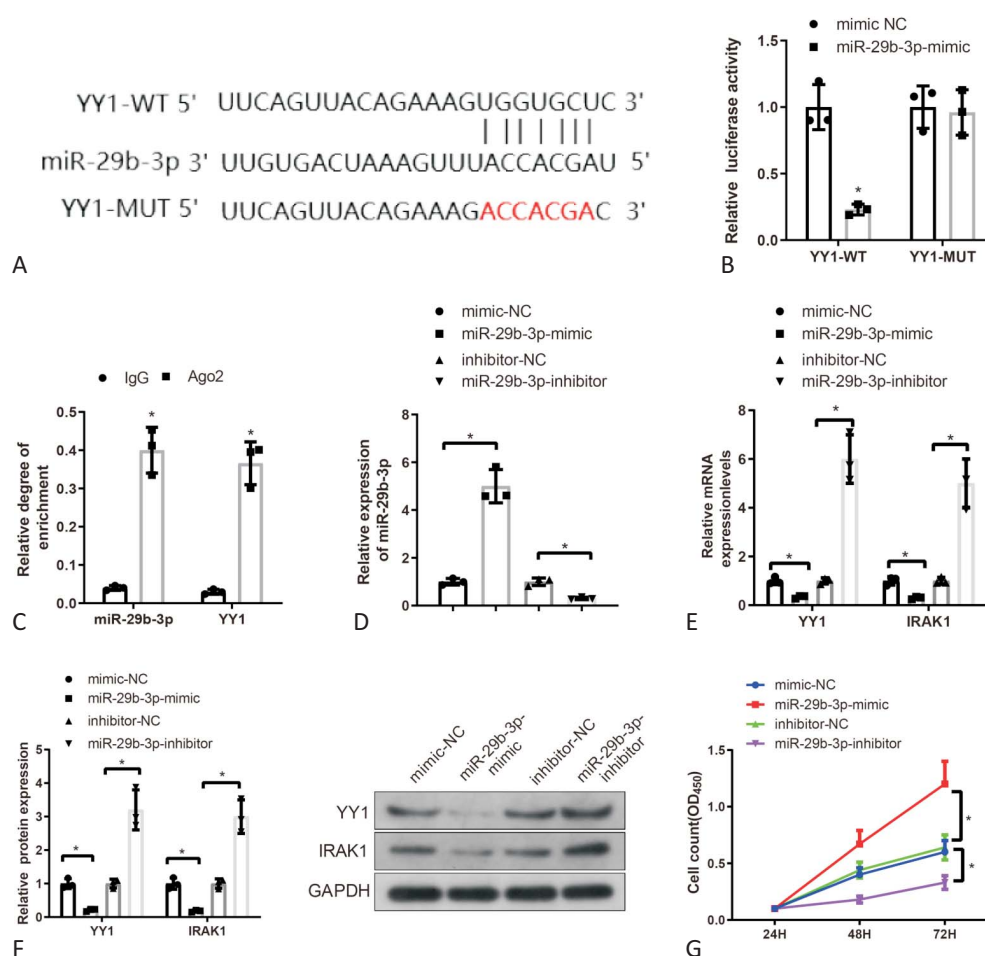 YY1-WT 5' UUCAGUUACAGAAAGUGGUGCUC 3'
miR-29b-3p 3' UUGUGACUAAAGUUUACCACGAU 5'
YY1-MUT 5' UUCAGUUACAGAAAGACCACGAC 3'
A
mimic NC
miR-29b-3p-mimic
Relative luciferase activity
1.5
1.0
0.5
0.0
YY1-WT YY1-MUT
*
B
IgG Ago2
Relative degree of
enrichment
0.5
0.4
0.3
0.2
0.1
0.0
* *
miR-29b-3p YY1
C
mimic-NC
miR-29b-3p-mimic
inhibitor-NC
miR-29b-3p-inhibitor
Relative expression
of miR-29b-3p
8
6
4
2
0
* *
D
mimic-NC
miR-29b-3p-mimic
inhibitor-NC
miR-29b-3p-inhibitor
Relative mRNA
expressionlevels
8
6
4
2
0
* * * *
YY1 IRAK1
E
mimic-NC
miR-29b-3p-mimic
inhibitor-NC
miR-29b-3p-inhibitor
Relative protein expression
5
4
3
2
1
0
* * * *
YY1 IRAK1
F
mimic-NC
miR-29b-3p-
mimic
inhibitor-NC
miR-29b-3p-
inhibitor
YY1
IRAK1
GAPDH
mimic-NC
miR-29b-3p-mimic
inhibitor-NC
miR-29b-3p-inhibitor
Cell count(OD450)
1.5
1.0
0.5
0.0
* *
24H 48H 72H
G